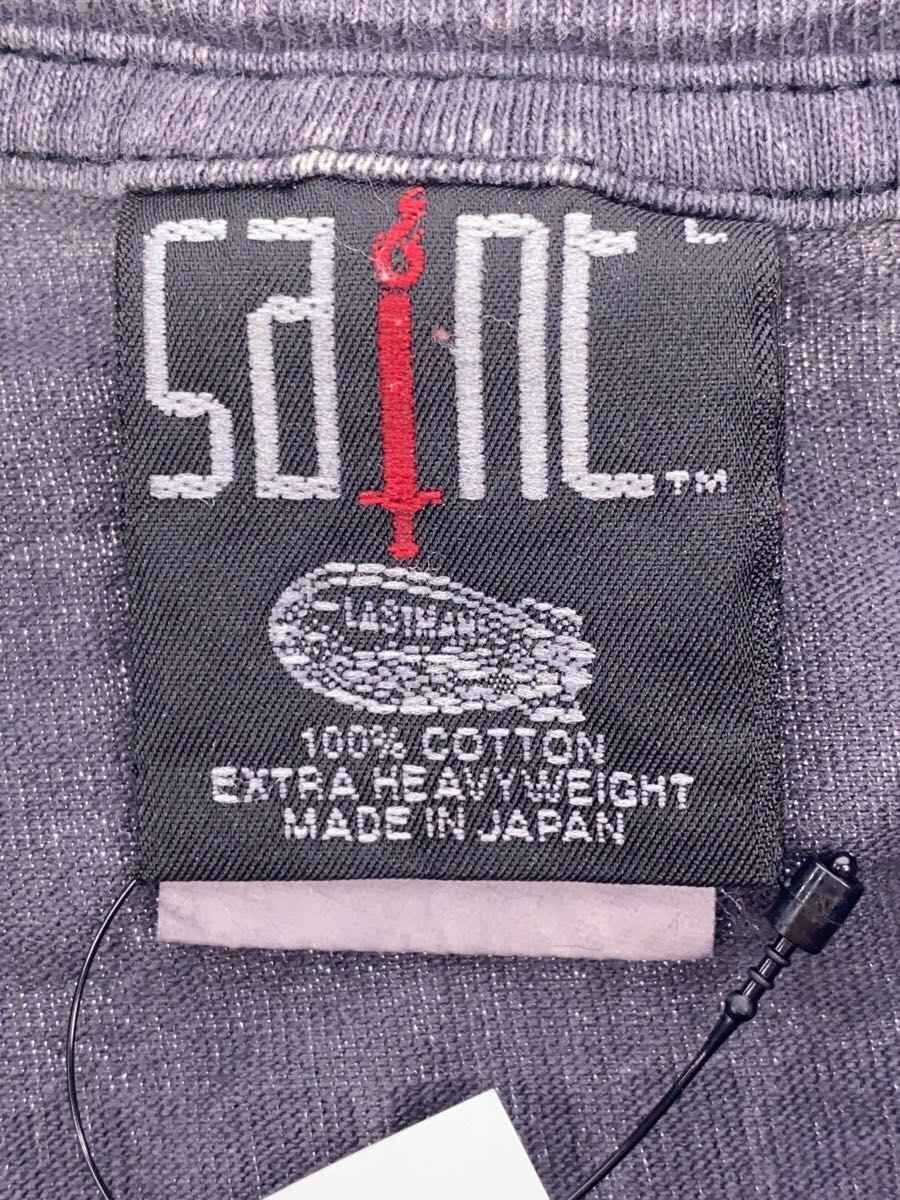 saint L
TM
LASTMAN
100% COTTON
EXTRA HEAVYWEIGHT
MADE IN JAPAN